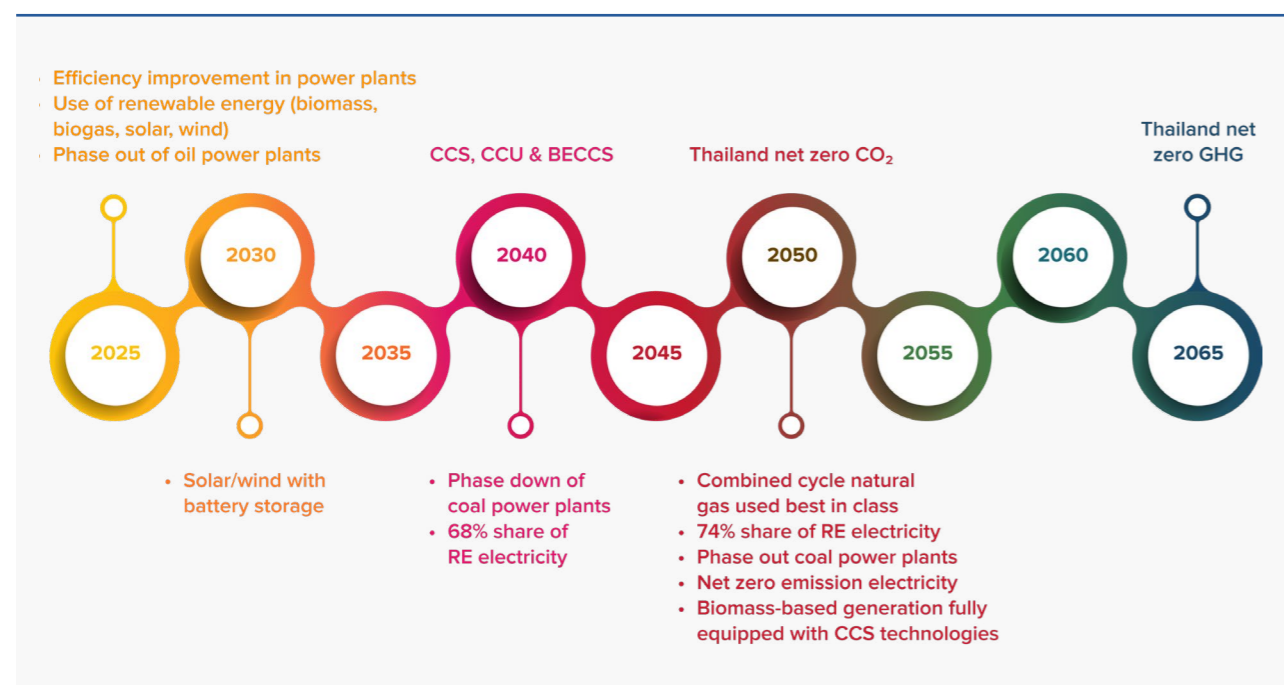 · Efficiency improvement in power plants
· Use of renewable energy (biomass,
biogas, solar, wind)
· Phase out of oil power plants
CCS, CCU & BECCS
Thailand net zero CO₂
Thailand net
zero GHG
2025
2030
2035
2040
2045
2050
2055
2060
2065
• Solar/wind with
battery storage
• Phase down of
coal power plants
• 68% share of
RE electricity
• Combined cycle natural
gas used best in class
• 74% share of RE electricity
• Phase out coal power plants
• Net zero emission electricity
• Biomass-based generation fully
equipped with CCS technologies